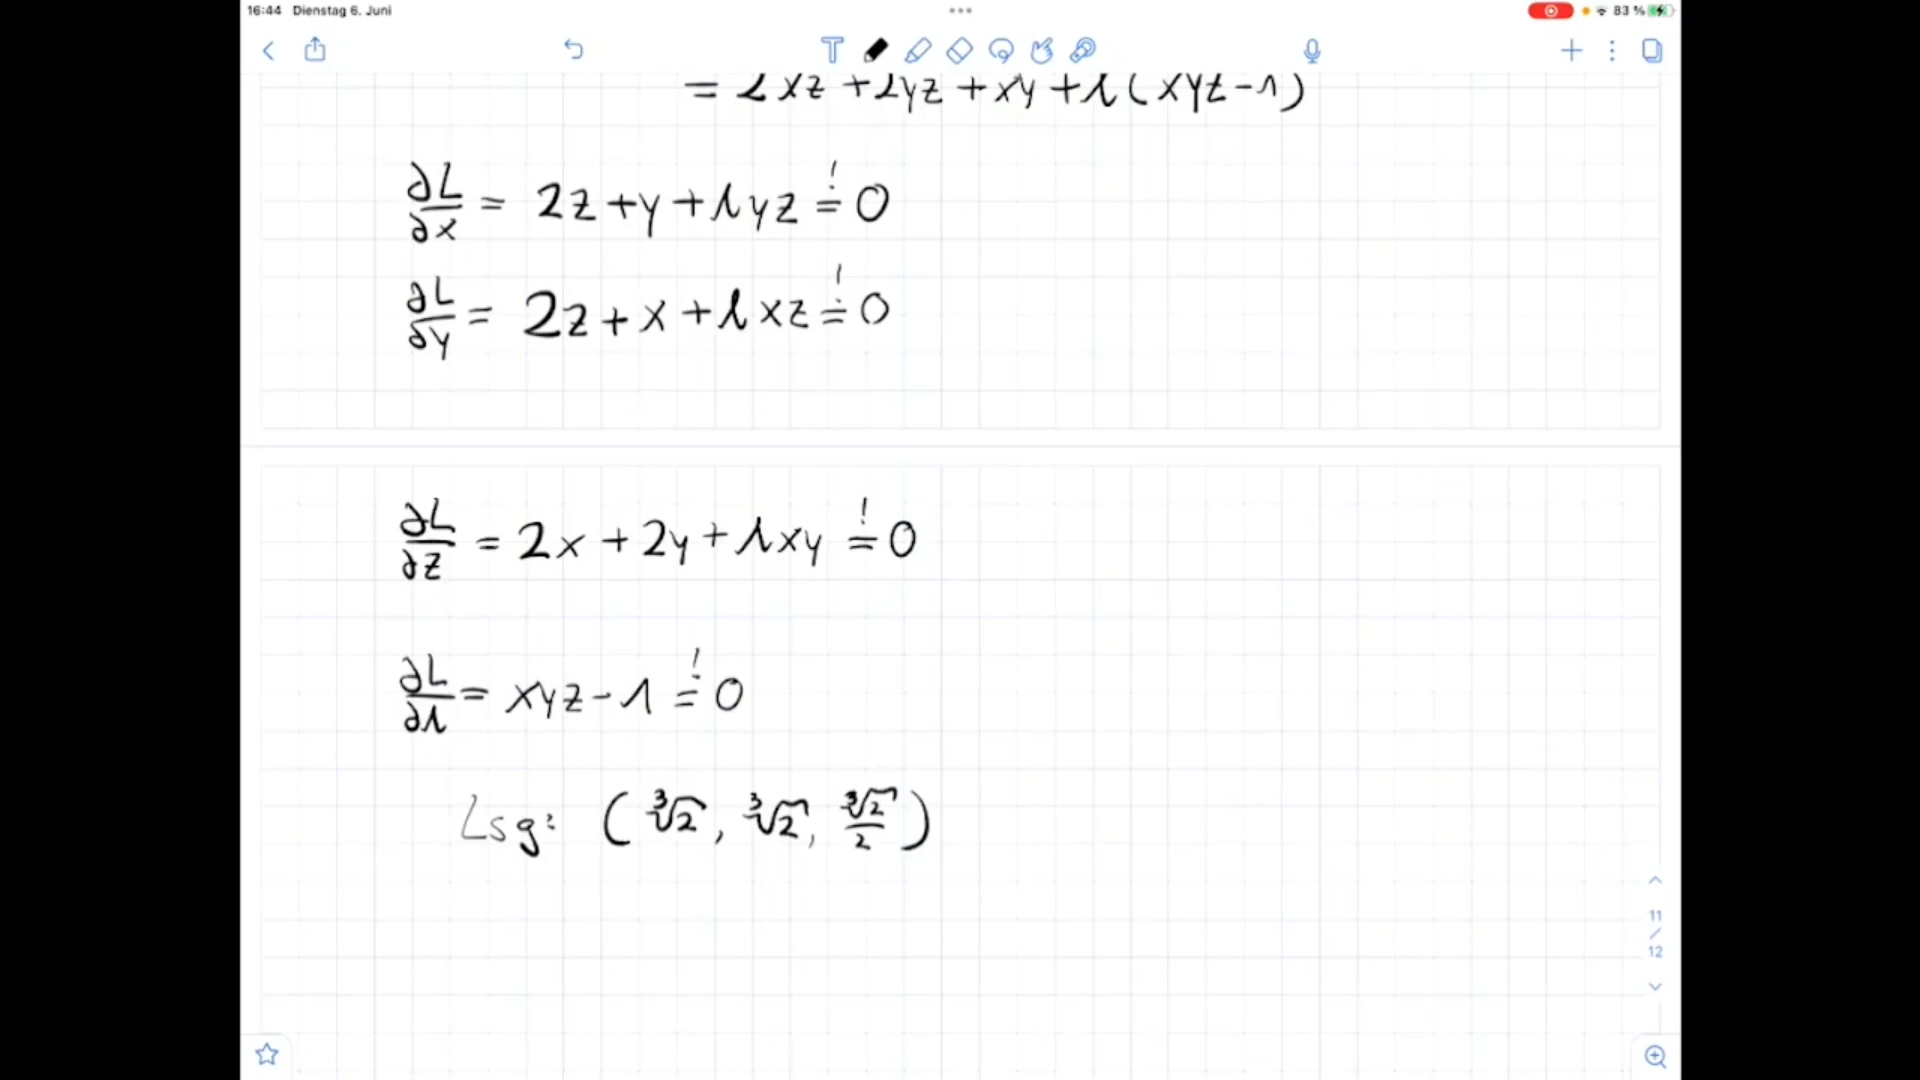 16:44 Dienstag 6. Juni 83 %
= 2xz + 2yz + xy + λ(xyz-1)
∂L/∂x = 2z + y + λyz != 0
∂L/∂y = 2z + x + λxz != 0
∂L/∂z = 2x + 2y + λxy != 0
∂L/∂λ = xyz - 1 != 0
Lsg: (∛2, ∛2, ∛2/2)
11
/
12